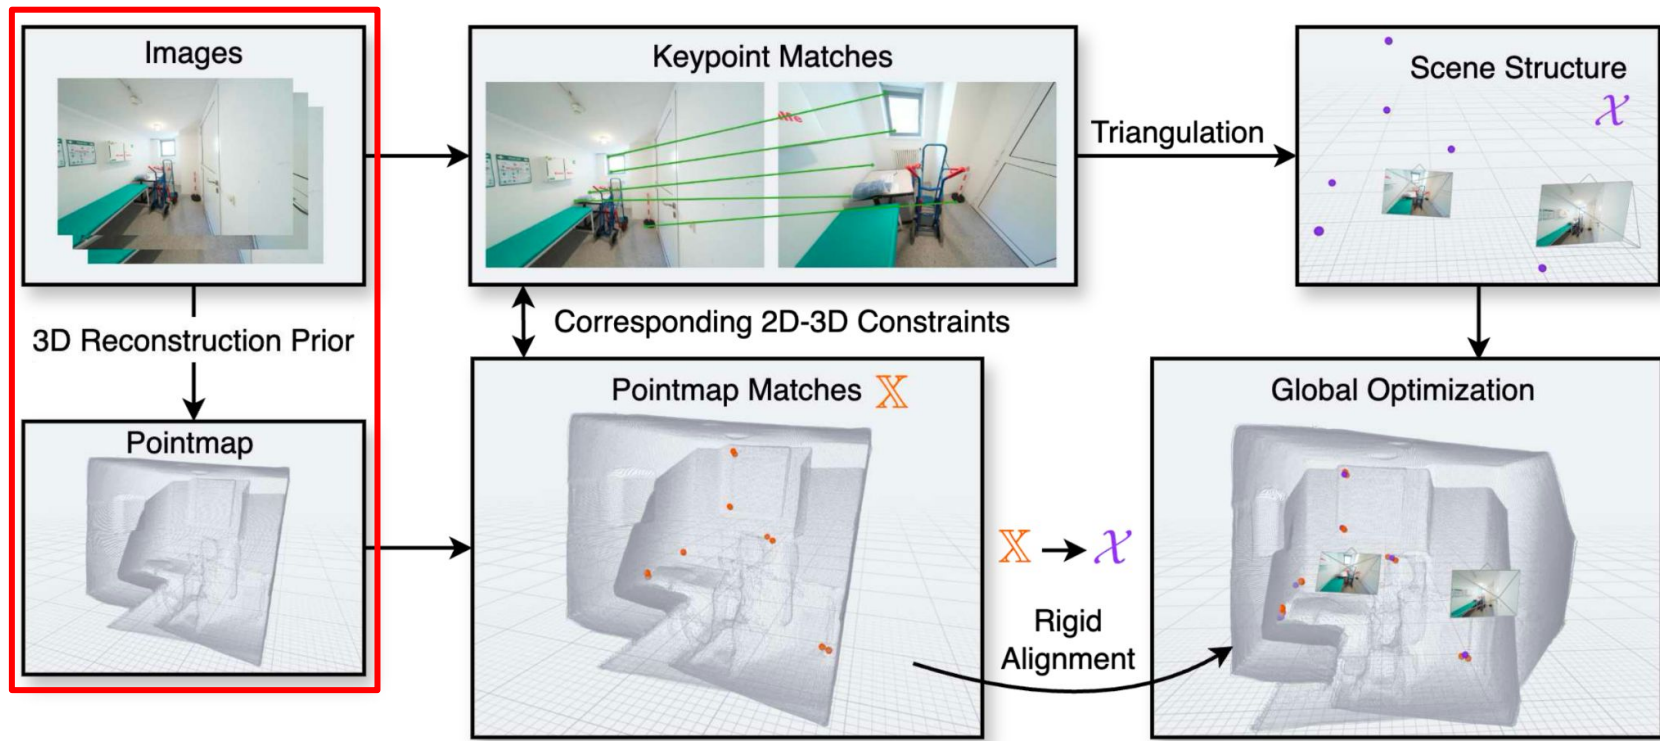 Images
Keypoint Matches
Scene Structure
𝒳
Triangulation
3D Reconstruction Prior
Corresponding 2D-3D Constraints
Pointmap
Pointmap Matches 𝕏
Global Optimization
𝕏 → 𝒳
Rigid
Alignment